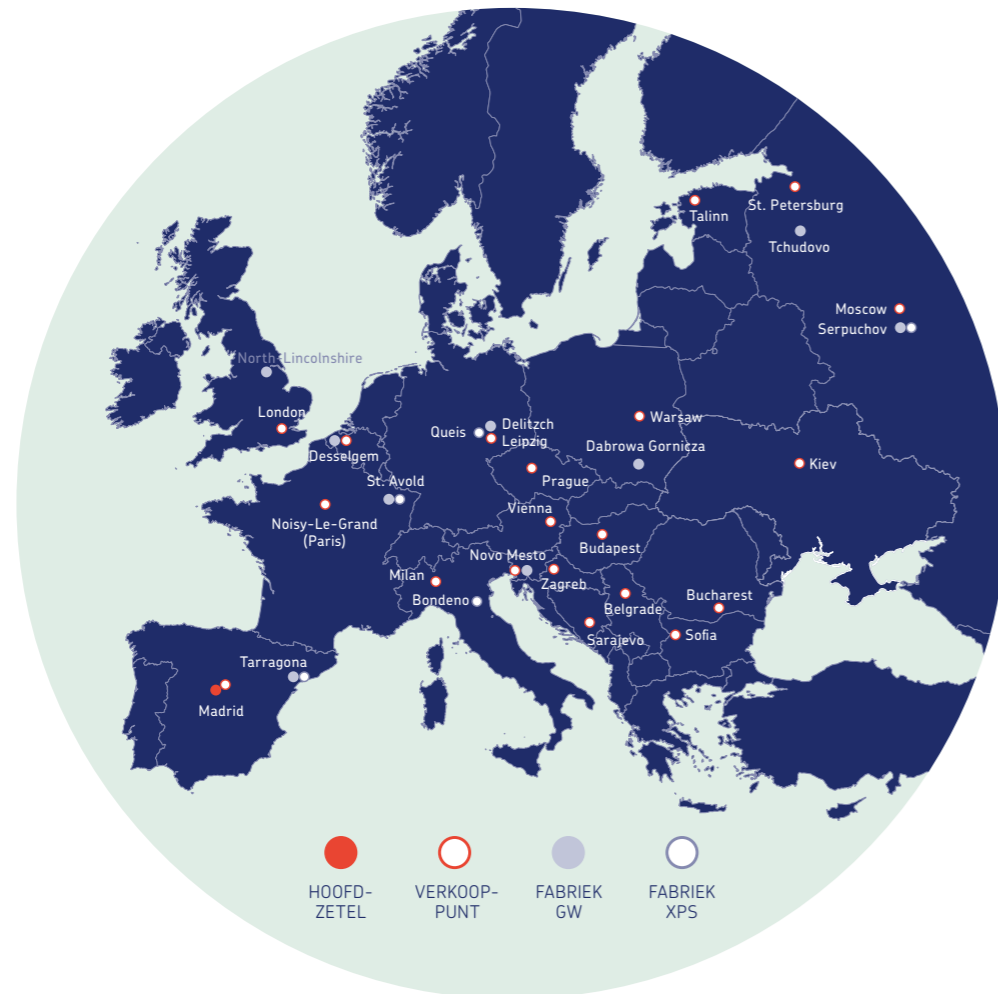 Talinn
St. Petersburg
Tchudovo
Moscow
Serpuchov
North-Lincolnshire
London
Desselgem
Queis
Delitzch
Leipzig
Warsaw
Dabrowa Gornicza
Kiev
St. Avold
Prague
Noisy-Le-Grand
(Paris)
Vienna
Budapest
Novo Mesto
Zagreb
Milan
Bondeno
Belgrade
Bucharest
Sarajevo
Sofia
Tarragona
Madrid
HOOFD-
ZETEL
VERKOOP-
PUNT
FABRIEK
GW
FABRIEK
XPS